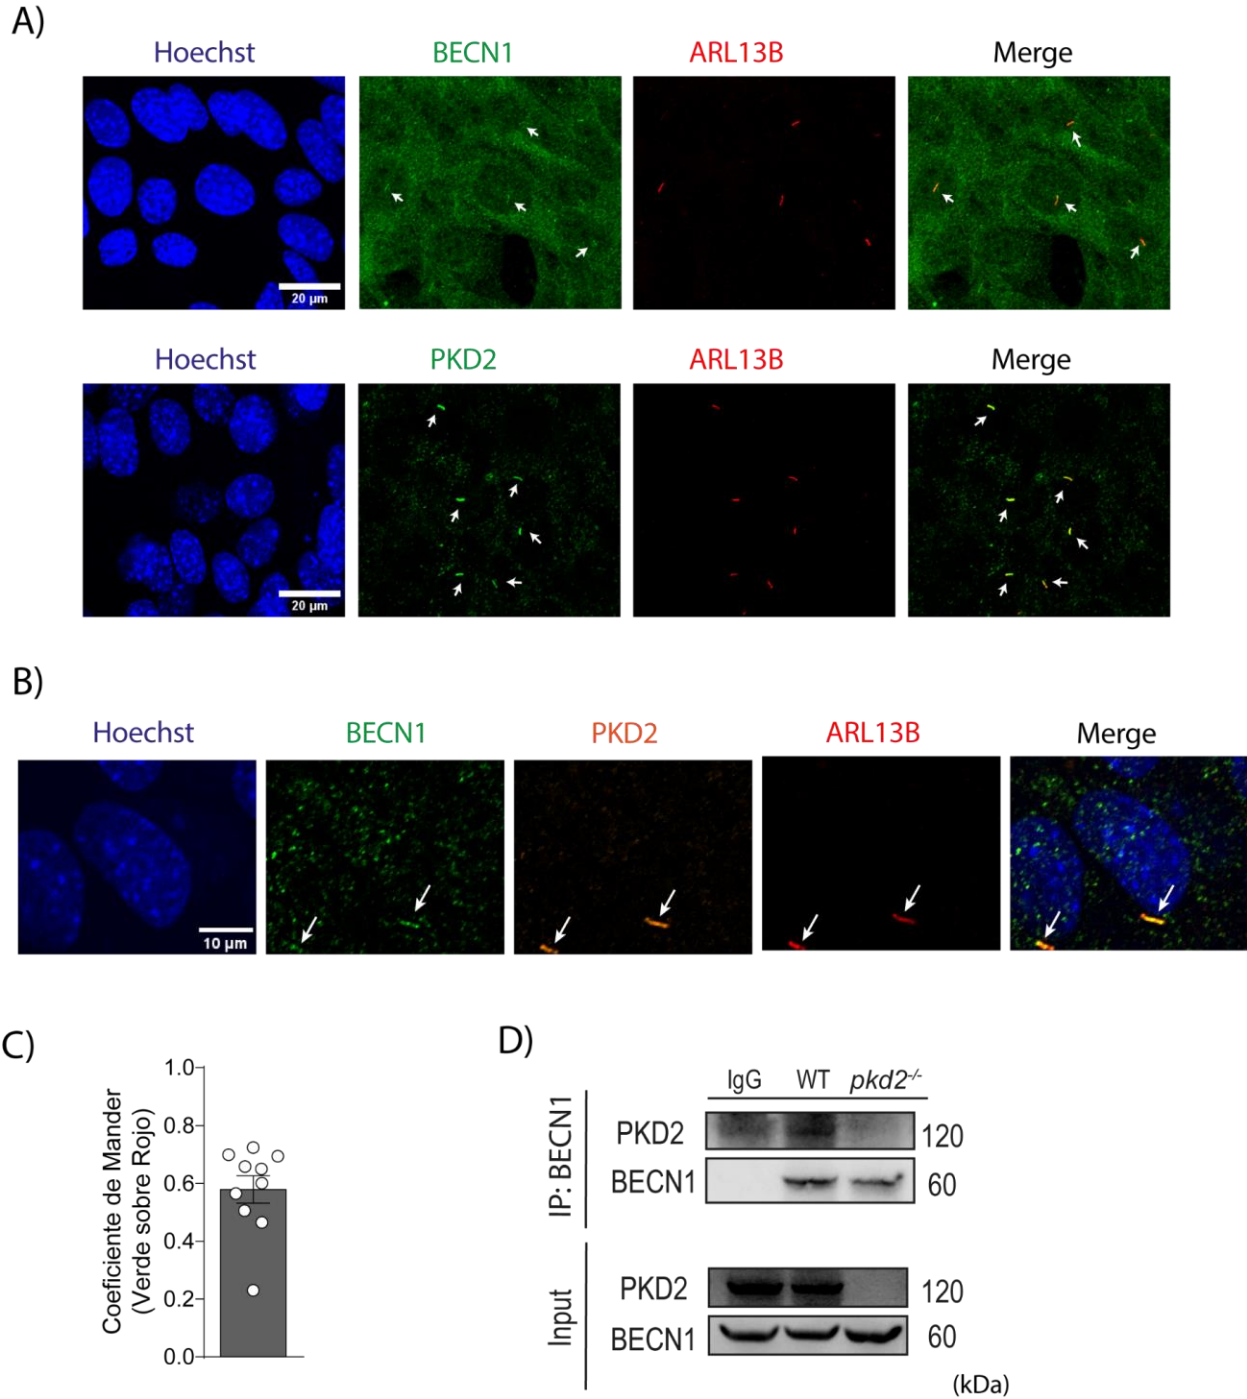 A)
Hoechst BECN1 ARL13B Merge
20 μm
Hoechst PKD2 ARL13B Merge
20 μm
B)
Hoechst BECN1 PKD2 ARL13B Merge
10 μm
C)
Coeficiente de Mander
(Verde sobre Rojo)
1.0
0.8
0.6
0.4
0.2
0.0
D)
IgG WT pkd2-/-
IP: BECN1
PKD2 120
BECN1 60
Input
PKD2 120
BECN1 60
(kDa)